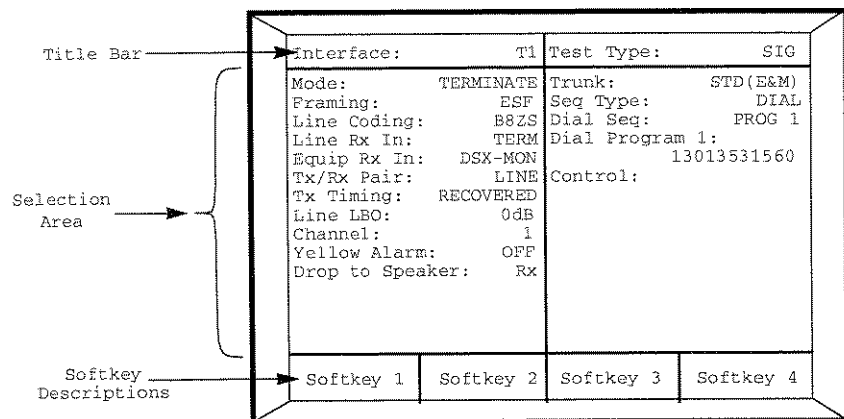 Title Bar
Interface: T1
Test Type: SIG
Selection Area
Mode: TERMINATE
Framing: ESF
Line Coding: B8ZS
Line Rx In: TERM
Equip Rx In: DSX-MON
Tx/Rx Pair: LINE
Tx Timing: RECOVERED
Line LBO: 0dB
Channel: 1
Yellow Alarm: OFF
Drop to Speaker: Rx
Trunk: STD(E&M)
Seq Type: DIAL
Dial Seq: PROG 1
Dial Program 1:
13013531560
Control:
Softkey Descriptions
Softkey 1
Softkey 2
Softkey 3
Softkey 4